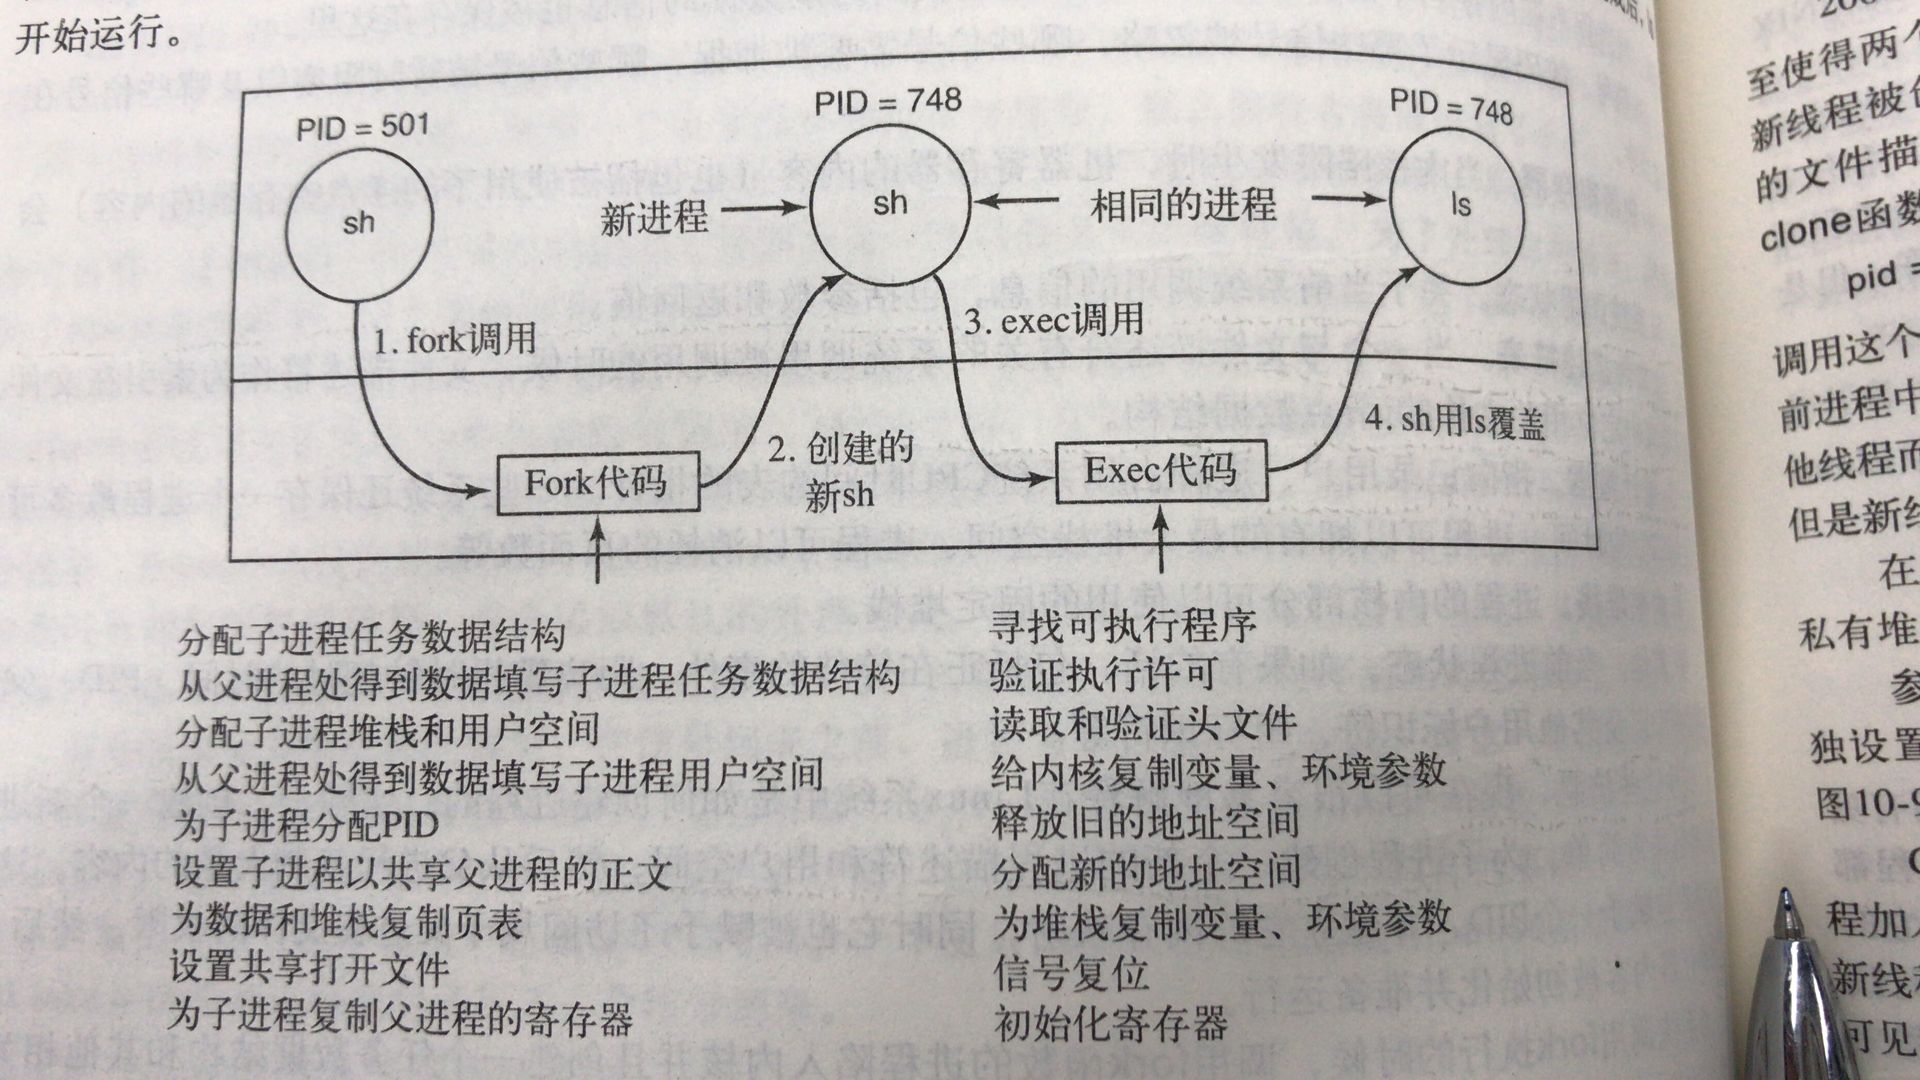 开始运行。
PID = 501
PID = 748
PID = 748
sh
新进程
sh
相同的进程
ls
1. fork调用
3. exec调用
Fork代码
2. 创建的
新sh
Exec代码
4. sh用ls覆盖
分配子进程任务数据结构
从父进程处得到数据填写子进程任务数据结构
分配子进程堆栈和用户空间
从父进程处得到数据填写子进程用户空间
为子进程分配PID
设置子进程以共享父进程的正文
为数据和堆栈复制页表
设置共享打开文件
为子进程复制父进程的寄存器
寻找可执行程序
验证执行许可
读取和验证头文件
给内核复制变量、环境参数
释放旧的地址空间
分配新的地址空间
为堆栈复制变量、环境参数
信号复位
初始化寄存器
至使得两个
新线程被
的文件描
clone函数
pid =
调用这个
前进程中
他线程而
但是新线
在
私有堆
参
独设置
图10-9
程加
新线程
可见